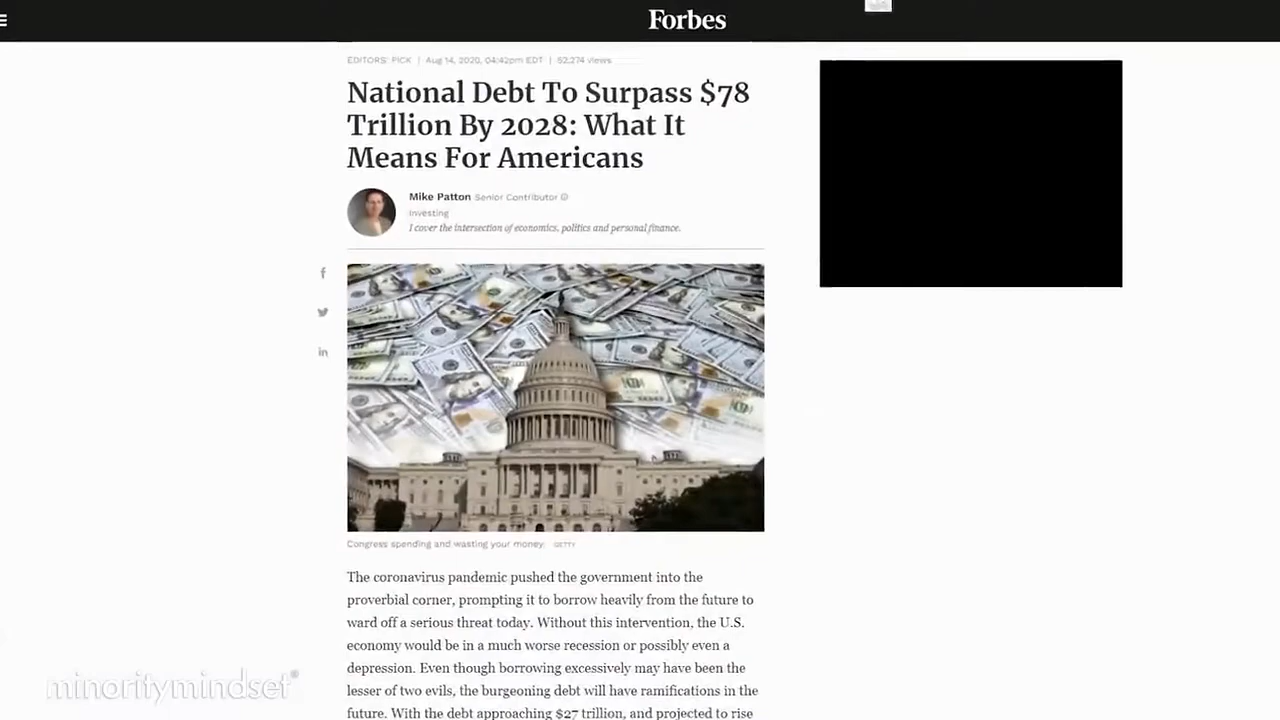 Forbes
EDITORS' PICK | Aug 14, 2020, 04:42pm EDT | 52,274 views
National Debt To Surpass $78
Trillion By 2028: What It
Means For Americans
Mike Patton Senior Contributor
Investing
I cover the intersection of economics, politics and personal finance.
f
in
Congress spending and wasting your money. GETTY
The coronavirus pandemic pushed the government into the
proverbial corner, prompting it to borrow heavily from the future to
ward off a serious threat today. Without this intervention, the U.S.
economy would be in a much worse recession or possibly even a
depression. Even though borrowing excessively may have been the
lesser of two evils, the burgeoning debt will have ramifications in the
future. With the debt approaching $27 trillion, and projected to rise
minoritymindset®